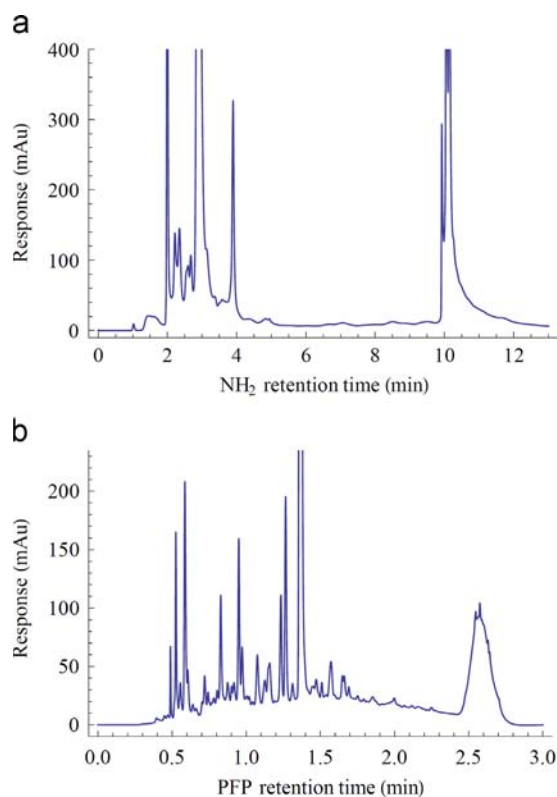 a
400
300
200
100
0
Response (mAu)
0 2 4 6 8 10 12
NH₂ retention time (min)
b
200
150
100
50
0
Response (mAu)
0.0 0.5 1.0 1.5 2.0 2.5 3.0
PFP retention time (min)